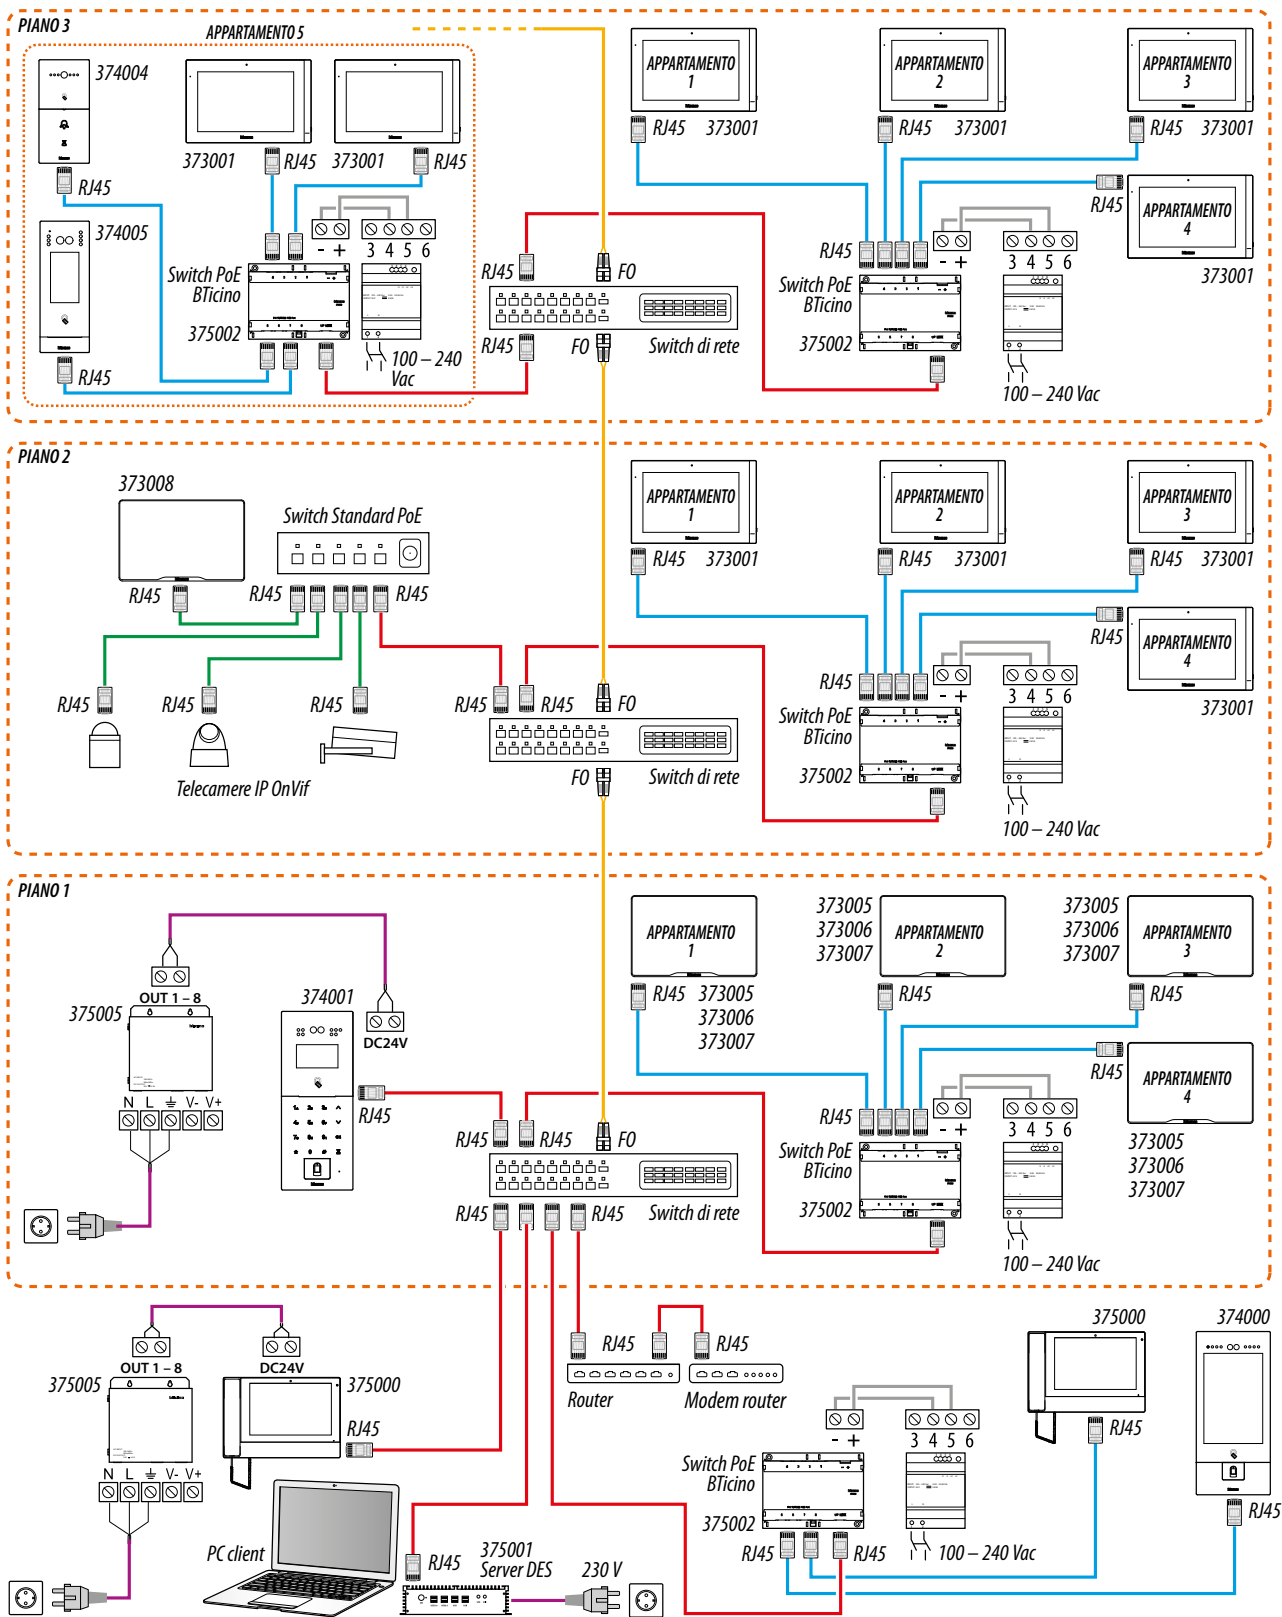 PIANO 3
APPARTAMENTO 5
374004
RJ45
374005
RJ45
373001
RJ45
373001
RJ45
- + 3 4 5 6
Switch PoE
BTicino
375002
100 – 240
Vac
RJ45
FO
RJ45
FO
Switch di rete
APPARTAMENTO
1
RJ45 373001
APPARTAMENTO
2
RJ45 373001
APPARTAMENTO
3
RJ45 373001
RJ45
APPARTAMENTO
4
373001
RJ45
- + 3 4 5 6
Switch PoE
BTicino
375002
100 – 240 Vac
PIANO 2
373008
Switch Standard PoE
RJ45
RJ45
RJ45
RJ45
RJ45
RJ45
Telecamere IP OnVif
RJ45
RJ45
FO
FO
Switch di rete
APPARTAMENTO
1
RJ45 373001
APPARTAMENTO
2
RJ45 373001
APPARTAMENTO
3
RJ45 373001
RJ45
APPARTAMENTO
4
373001
RJ45
- + 3 4 5 6
Switch PoE
BTicino
375002
100 – 240 Vac
PIANO 1
OUT 1 – 8
375005
N L V- V+
374001
DC24V
RJ45
RJ45
RJ45
FO
RJ45
RJ45
Switch di rete
APPARTAMENTO
1
RJ45 373005
373006
373007
373005
373006
373007
APPARTAMENTO
2
RJ45
373005
373006
373007
APPARTAMENTO
3
RJ45
RJ45
APPARTAMENTO
4
373005
373006
373007
RJ45
- + 3 4 5 6
Switch PoE
BTicino
375002
100 – 240 Vac
OUT 1 – 8
375005
N L V- V+
DC24V
375000
RJ45
RJ45
RJ45
Router
Modem router
375000
RJ45
374000
RJ45
- + 3 4 5 6
Switch PoE
BTicino
375002
RJ45
RJ45
100 – 240 Vac
PC client
RJ45
375001
Server DES
230 V